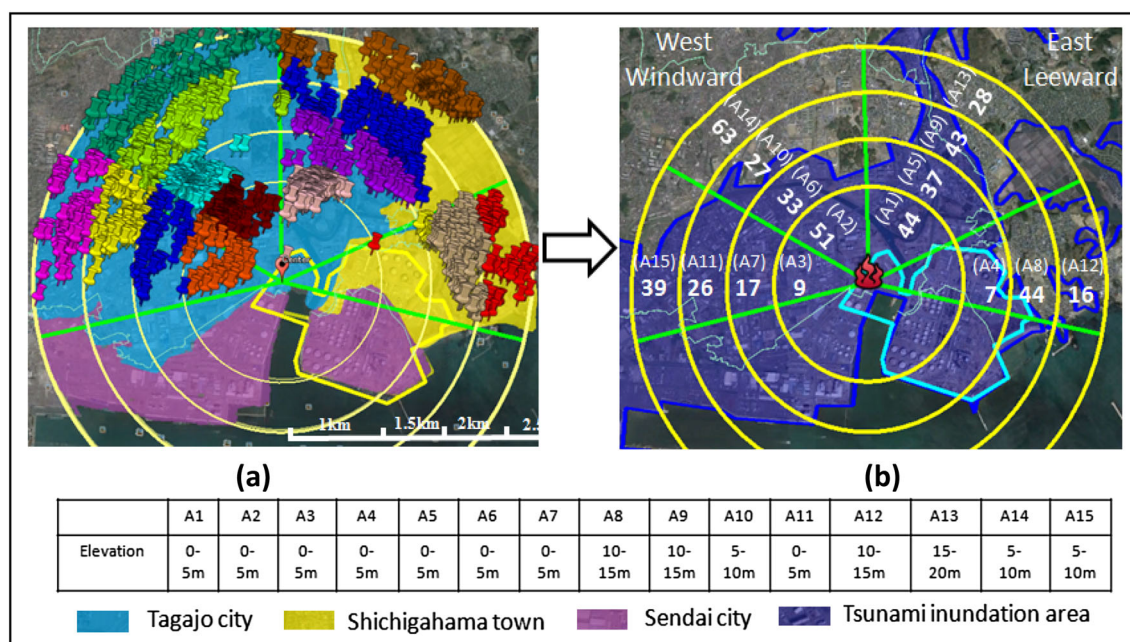 Center
1km 1.5km 2km 2.5
(a)
West
Windward
East
Leeward
(A14)
63
(A10)
27
(A6)
33
(A2)
51
(A1)
44
(A5)
37
(A9)
43
(A13)
28
(A15) (A11) (A7) (A3)
39 26 17 9
(A4) (A8) (A12)
7 44 16
(b)
A1 A2 A3 A4 A5 A6 A7 A8 A9 A10 A11 A12 A13 A14 A15
Elevation 0- 0- 0- 0- 0- 0- 0- 10- 10- 5- 0- 10- 15- 5- 5-
5m 5m 5m 5m 5m 5m 5m 15m 15m 10m 5m 15m 20m 10m 10m
Tagajo city Shichigahama town Sendai city Tsunami inundation area